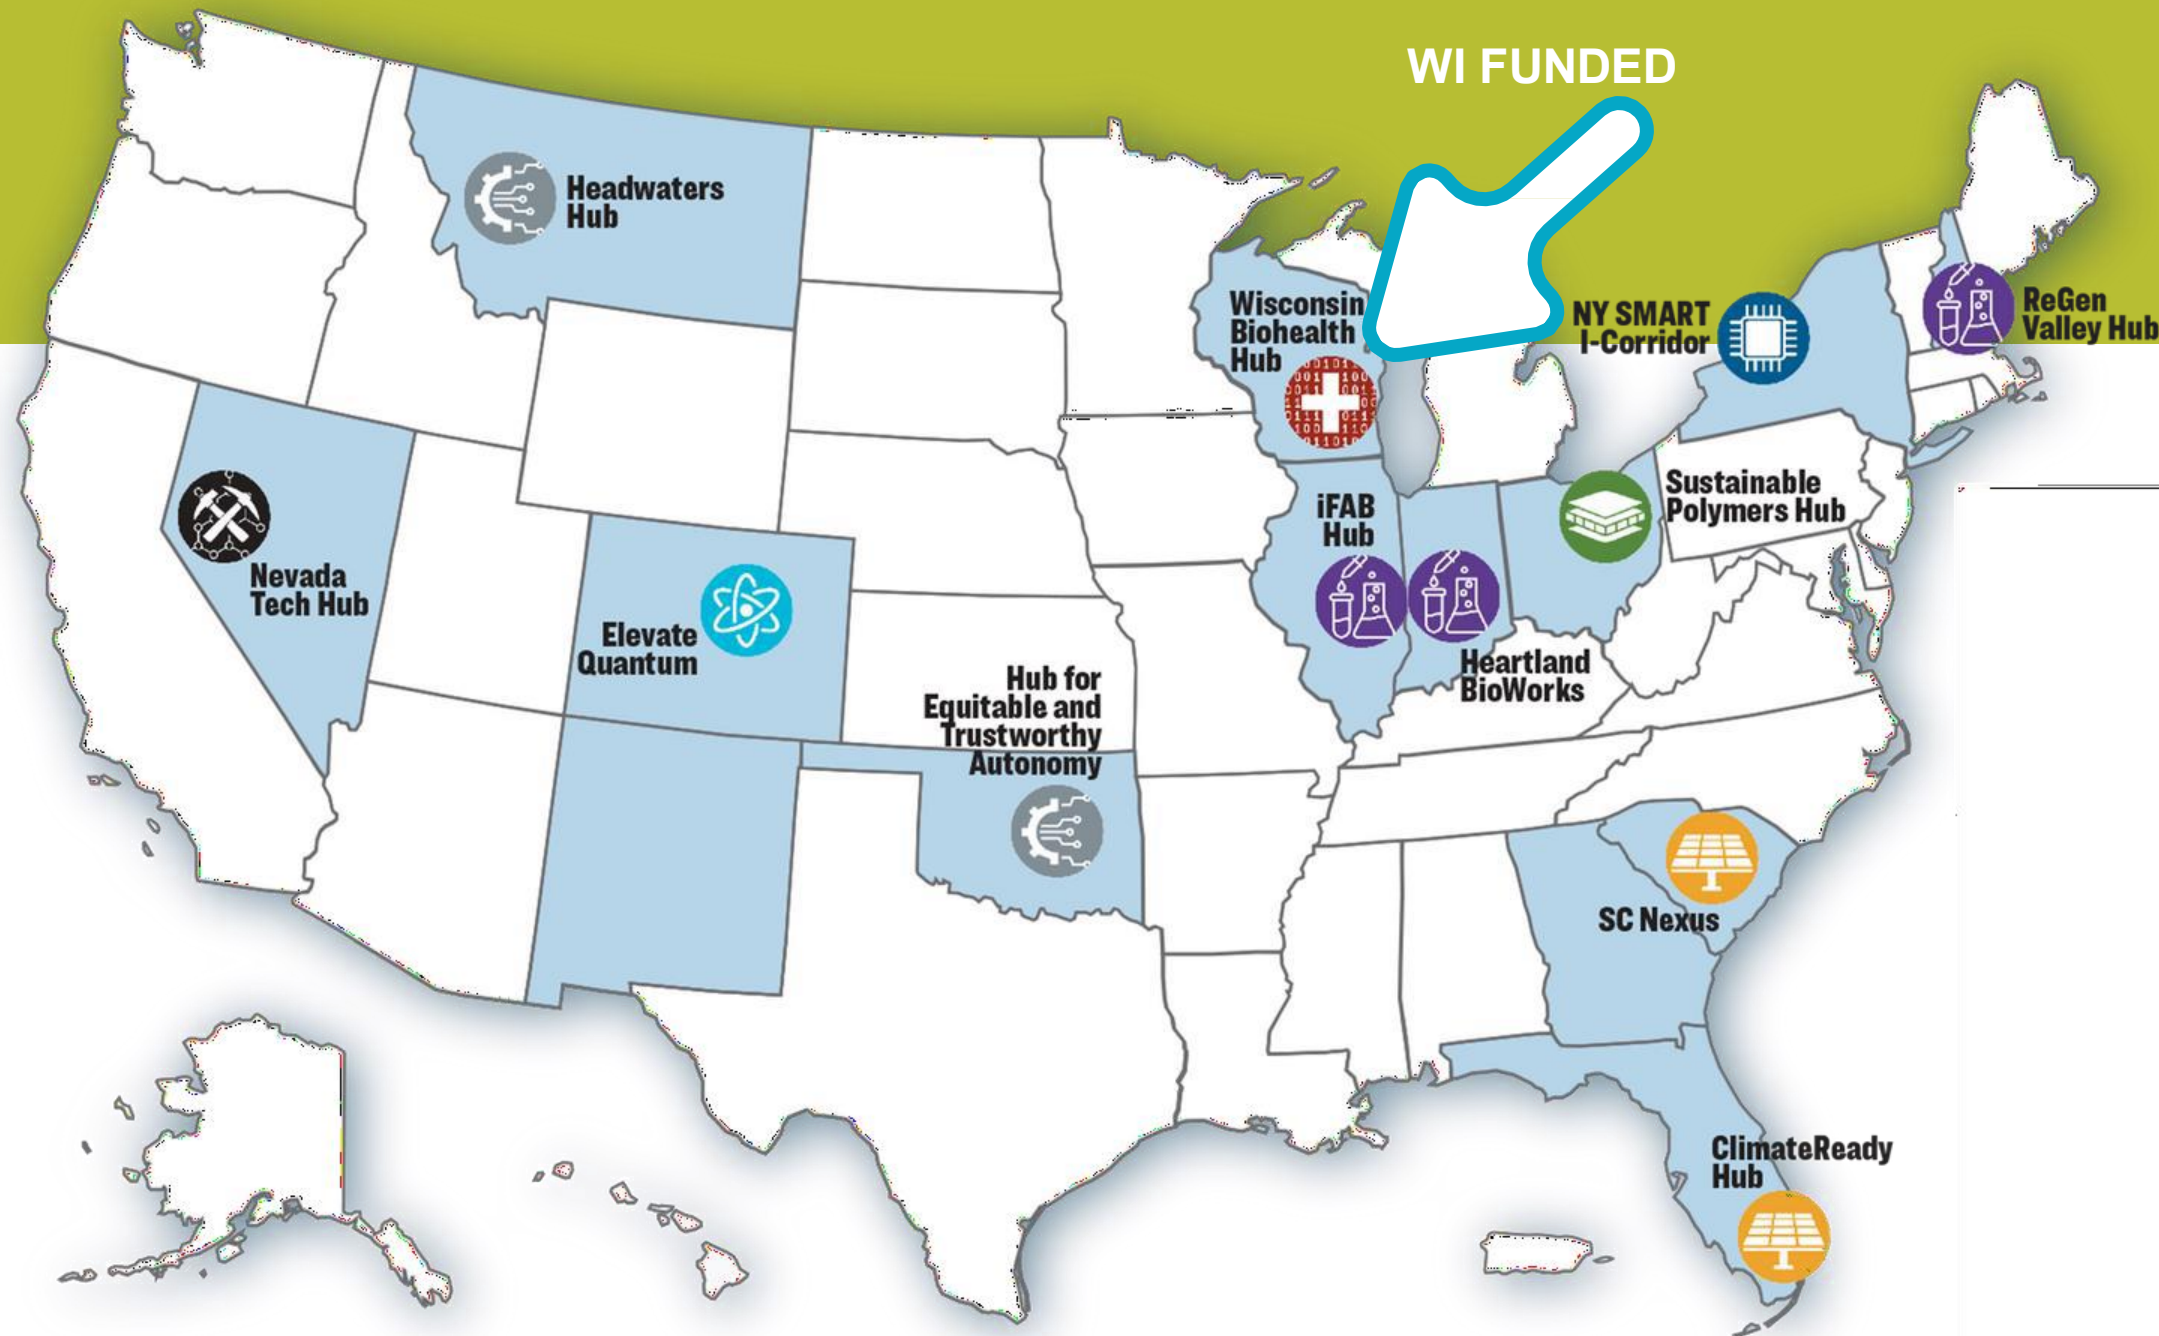 WI FUNDED
Headwaters
Hub
Wisconsin
Biohealth
Hub
NY SMART
I-Corridor
ReGen
Valley Hub
Nevada
Tech Hub
Elevate
Quantum
Hub for
Equitable and
Trustworthy
Autonomy
iFAB
Hub
Sustainable
Polymers Hub
Heartland
BioWorks
SC Nexus
ClimateReady
Hub